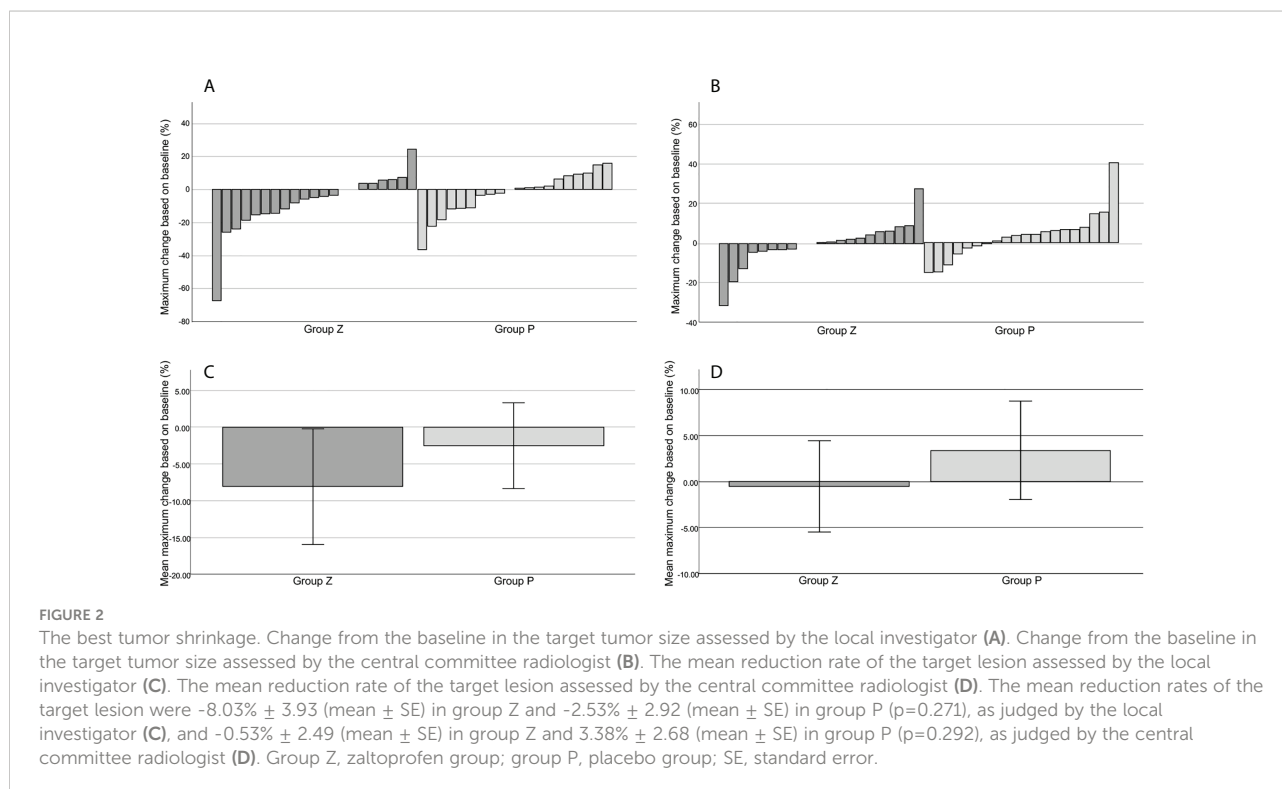 A
Maximum change based on baseline (%)
40
20
0
-20
-40
-60
-80
Group Z Group P
B
Maximum change based on baseline (%)
60
40
20
0
-20
-40
Group Z Group P
C
Mean maximum change based on baseline (%)
5.00
0.00
-5.00
-10.00
-15.00
-20.00
Group Z Group P
D
Mean maximum change based on baseline (%)
10.00
5.00
0.00
-5.00
-10.00
Group Z Group P
FIGURE 2
The best tumor shrinkage. Change from the baseline in the target tumor size assessed by the local investigator (A). Change from the baseline in
the target tumor size assessed by the central committee radiologist (B). The mean reduction rate of the target lesion assessed by the local
investigator (C). The mean reduction rate of the target lesion assessed by the central committee radiologist (D). The mean reduction rates of the
target lesion were -8.03% ± 3.93 (mean ± SE) in group Z and -2.53% ± 2.92 (mean ± SE) in group P (p=0.271), as judged by the local
investigator (C), and -0.53% ± 2.49 (mean ± SE) in group Z and 3.38% ± 2.68 (mean ± SE) in group P (p=0.292), as judged by the central
committee radiologist (D). Group Z, zaltoprofen group; group P, placebo group; SE, standard error.